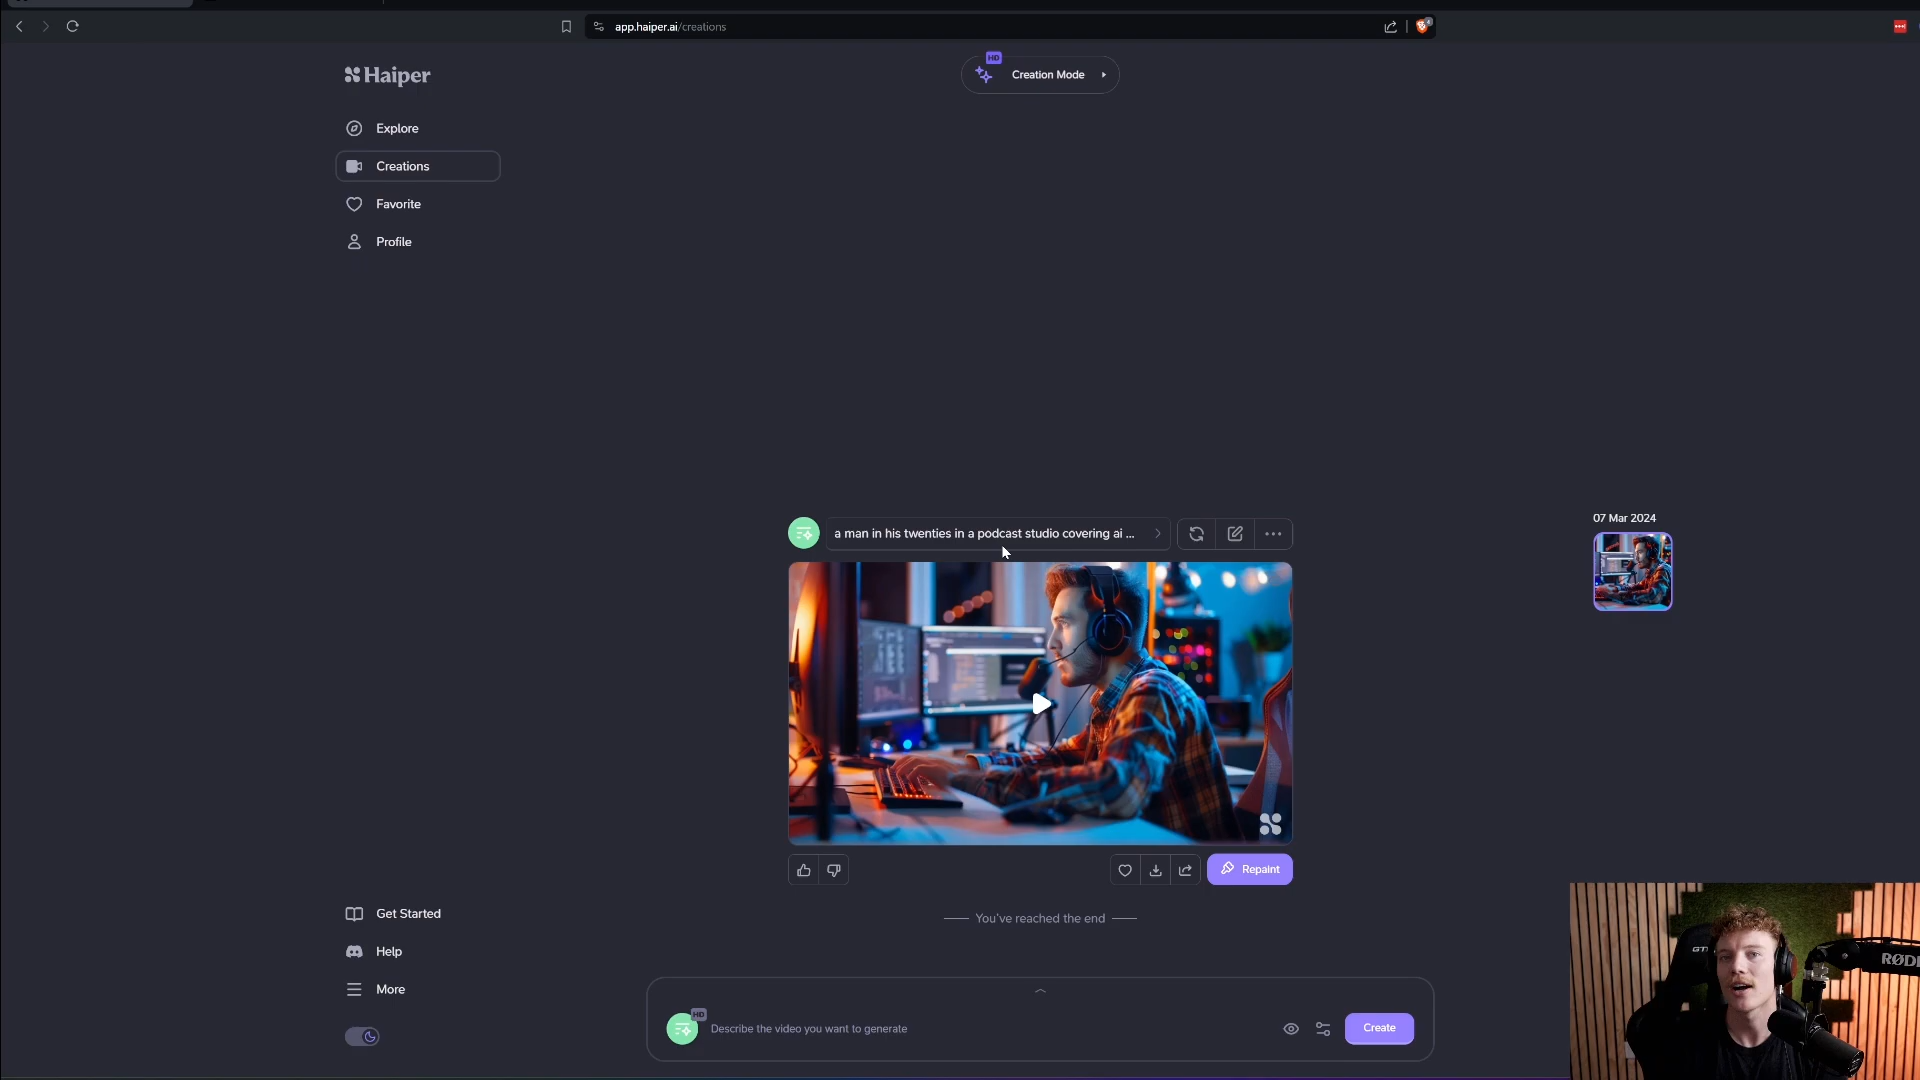 app.haiper.ai/creations
Haiper
HD
Creation Mode
Explore
Creations
Favorite
Profile
a man in his twenties in a podcast studio covering ai ...
07 Mar 2024
Repaint
You've reached the end
Get Started
Help
More
HD
Describe the video you want to generate
Create
GT
RØDE